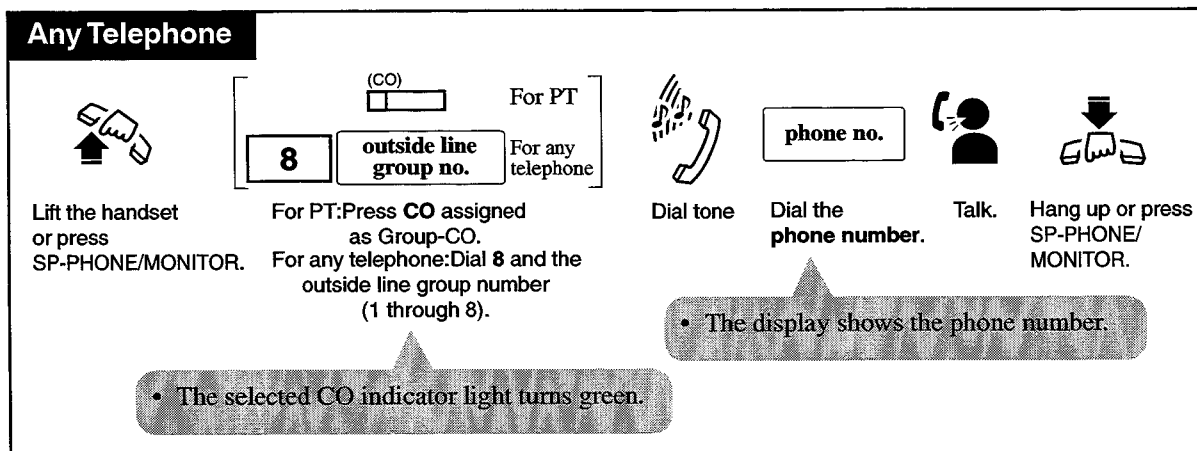 Any Telephone
(CO)
For PT
8
outside line
group no.
For any
telephone
phone no.
Lift the handset
or press
SP-PHONE/MONITOR.
For PT:Press CO assigned
as Group-CO.
For any telephone:Dial 8 and the
outside line group number
(1 through 8).
Dial tone
Dial the
phone number.
Talk.
Hang up or press
SP-PHONE/
MONITOR.
• The display shows the phone number.
• The selected CO indicator light turns green.